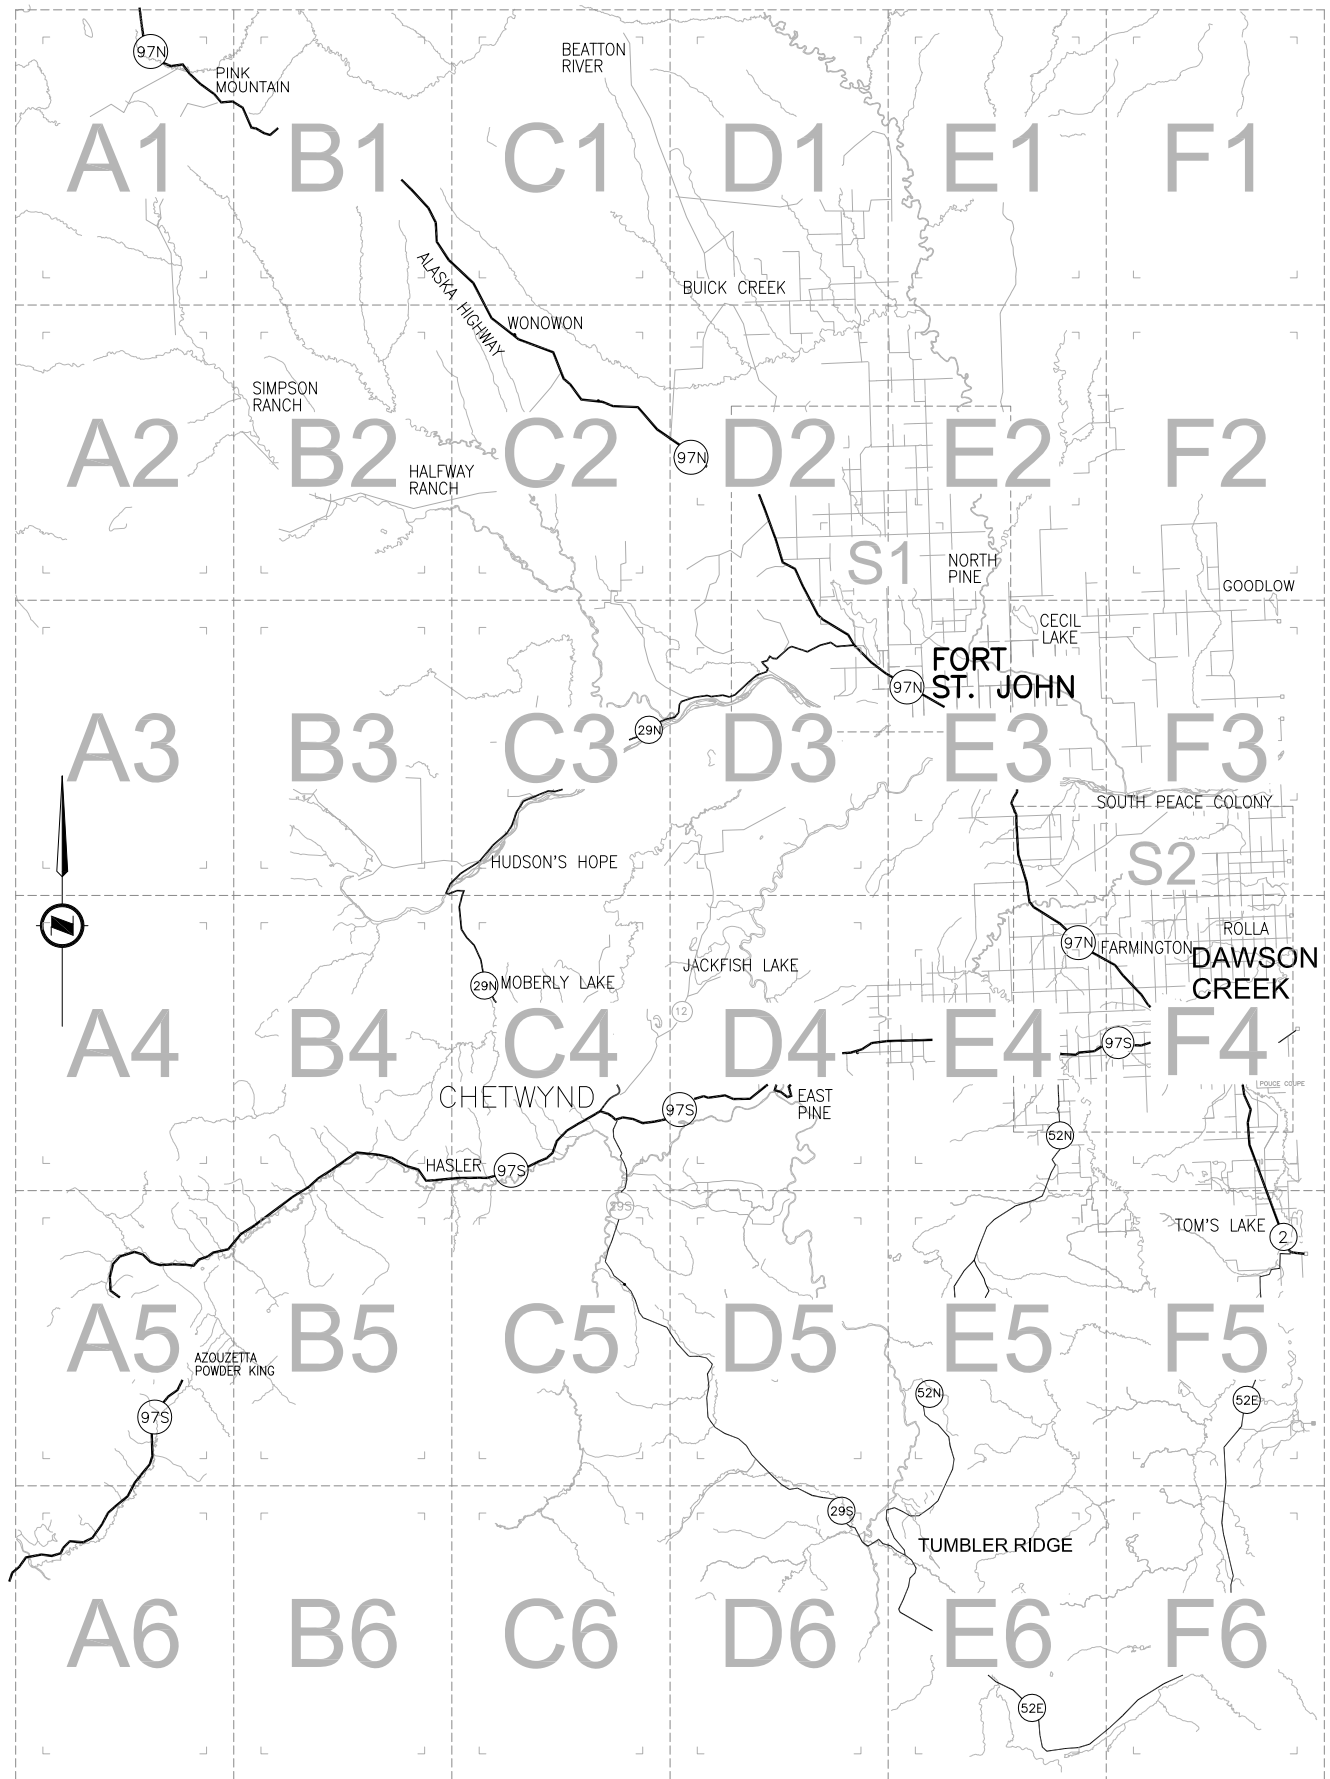 97N
PINK
MOUNTAIN
BEATTON
RIVER
A1
B1
C1
D1
E1
F1
ALASKA HIGHWAY
BUICK CREEK
WONOWON
SIMPSON
RANCH
A2
B2
C2
D2
E2
F2
97N
HALFWAY
RANCH
S1
NORTH
PINE
GOODLOW
CECIL
LAKE
FORT
ST. JOHN
97N
29N
A3
B3
C3
D3
E3
F3
SOUTH PEACE COLONY
HUDSON'S HOPE
S2
N
ROLLA
97N
FARMINGTON
DAWSON
CREEK
JACKFISH LAKE
29N
MOBERLY LAKE
12
A4
B4
C4
D4
E4
F4
97S
POUCE COUPE
CHETWYND
EAST
PINE
97S
52N
HASLER
97S
29S
TOM'S LAKE
2
A5
B5
C5
D5
E5
F5
AZOUZETTA
POWDER KING
97S
52N
52E
29S
TUMBLER RIDGE
A6
B6
C6
D6
E6
F6
52E